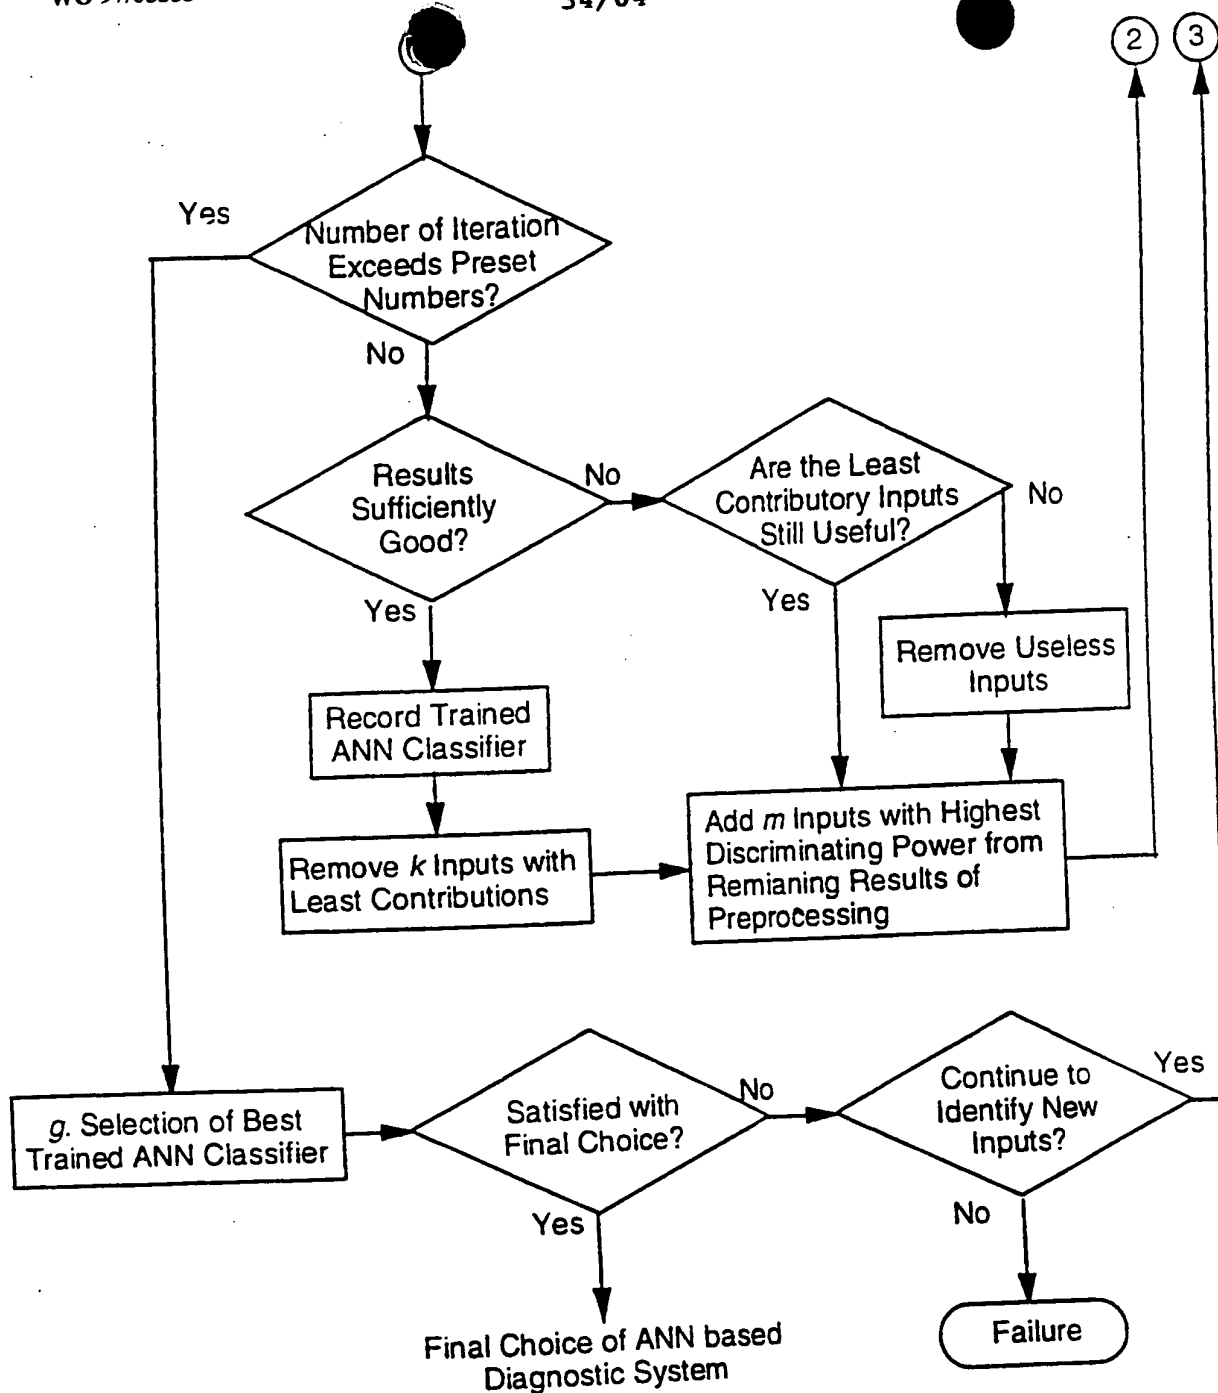 34/64
2
3
Yes
Number of Iteration
Exceeds Preset
Numbers?
No
Results
Sufficiently
Good?
No
Are the Least
Contributory Inputs
Still Useful?
No
Yes
Yes
Remove Useless
Inputs
Record Trained
ANN Classifier
Add m Inputs with Highest
Discriminating Power from
Remianing Results of
Preprocessing
Remove k Inputs with
Least Contributions
g. Selection of Best
Trained ANN Classifier
Satisfied with
Final Choice?
No
Continue to
Identify New
Inputs?
Yes
Yes
No
Final Choice of ANN based
Diagnostic System
Failure